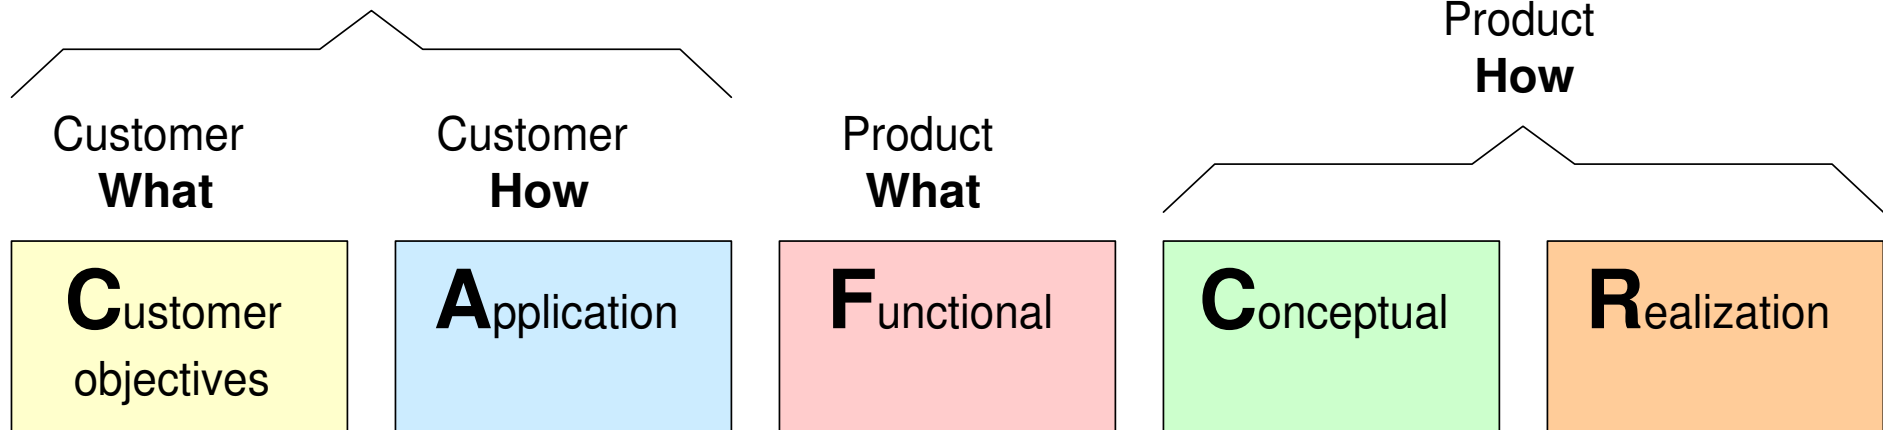 Product
How
Customer
What
Customer
How
Product
What
Customer
objectives
Application
Functional
Conceptual
Realization